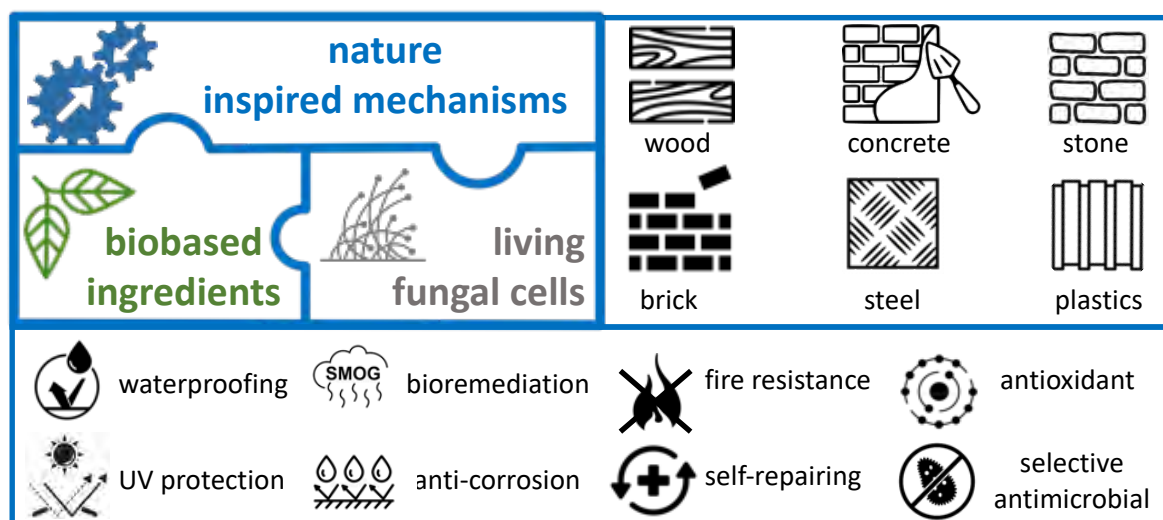 nature
inspired mechanisms
biobased
ingredients
living
fungal cells
wood
concrete
stone
brick
steel
plastics
waterproofing
SMOG
bioremediation
fire resistance
antioxidant
UV protection
anti-corrosion
self-repairing
selective
antimicrobial